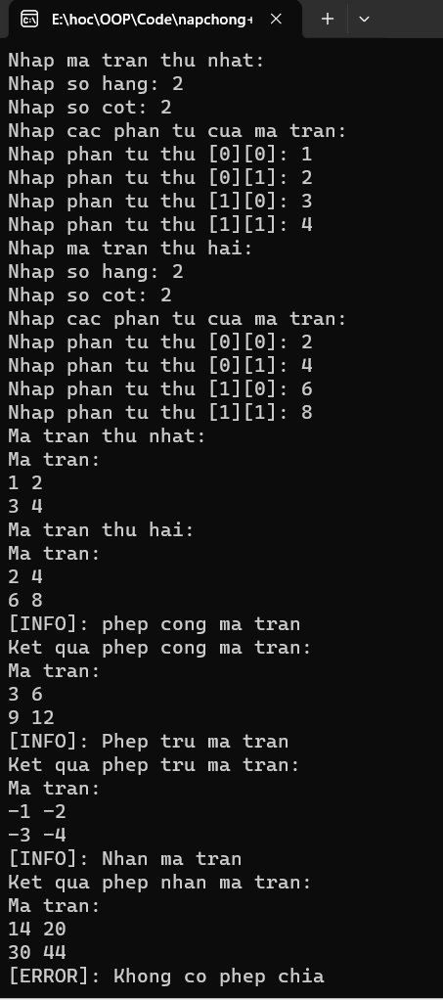 E:\hoc\OOP\Code\napchong+
Nhap ma tran thu nhat:
Nhap so hang: 2
Nhap so cot: 2
Nhap cac phan tu cua ma tran:
Nhap phan tu thu [0][0]: 1
Nhap phan tu thu [0][1]: 2
Nhap phan tu thu [1][0]: 3
Nhap phan tu thu [1][1]: 4
Nhap ma tran thu hai:
Nhap so hang: 2
Nhap so cot: 2
Nhap cac phan tu cua ma tran:
Nhap phan tu thu [0][0]: 2
Nhap phan tu thu [0][1]: 4
Nhap phan tu thu [1][0]: 6
Nhap phan tu thu [1][1]: 8
Ma tran thu nhat:
Ma tran:
1 2
3 4
Ma tran thu hai:
Ma tran:
2 4
6 8
[INFO]: phep cong ma tran
Ket qua phep cong ma tran:
Ma tran:
3 6
9 12
[INFO]: Phep tru ma tran
Ket qua phep tru ma tran:
Ma tran:
-1 -2
-3 -4
[INFO]: Nhan ma tran
Ket qua phep nhan ma tran:
Ma tran:
14 20
30 44
[ERROR]: Khong co phep chia